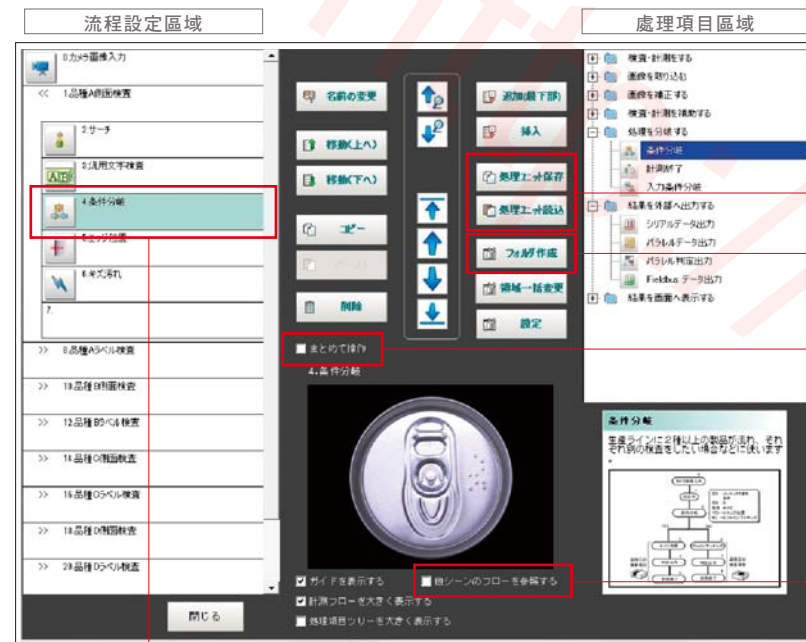 流程設定區域
處理項目區域
0.カメラ画像入力
<< 1.品種A側面検査
2.サーチ
3.汎用文字検査
4.条件分岐
5.エッジ位置
6.キズ汚れ
7.
>> 8.品種Aラベル検査
>> 10.品種B側面検査
>> 12.品種Bラベル検査
>> 14.品種C側面検査
>> 16.品種Cラベル検査
>> 18.品種D側面検査
>> 20.品種Dラベル検査
閉じる
名前の変更
移動(上へ)
移動(下へ)
コピー
削除
追加(最下部)
挿入
処理ユニット保存
処理ユニット読込
フォルダ作成
領域一括変更
設定
まとめて操作
4.条件分岐
ガイドを表示する
他シーンのフローを参照する
計測フローを大きく表示する
処理項目ツリーを大きく表示する
検査・計測をする
画像を取り込む
画像を補正する
検査・計測を補助する
処理を分岐する
条件分岐
計測終了
入力条件分岐
結果を外部へ出力する
シリアルデータ出力
パラレルデータ出力
パラレル判定出力
Fieldbus データ出力
結果を画面へ表示する
条件分岐
生産ラインに2種以上の製品が流れ、それ
ぞれ別の検査をしたい場合などに使います
。